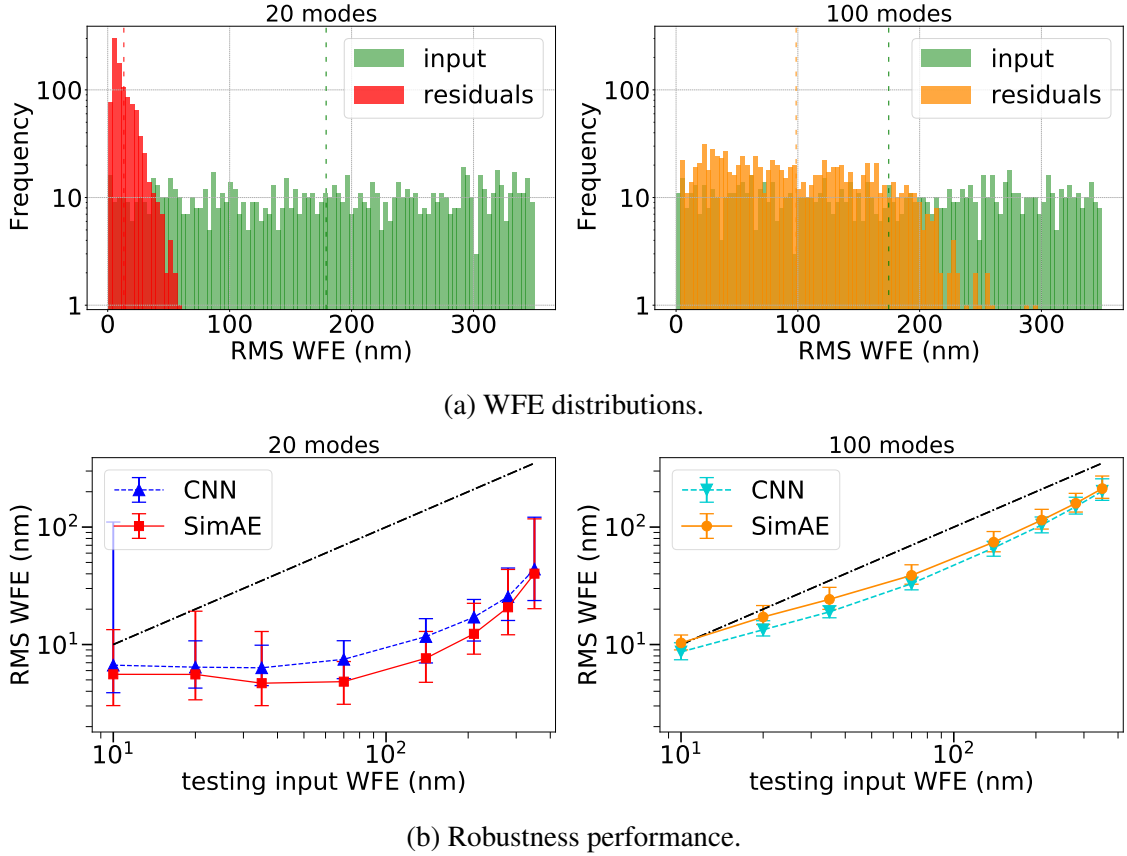 20 modes
100 modes
Frequency
100
10
1
input
residuals
0
100
200
300
RMS WFE (nm)
Frequency
100
10
1
input
residuals
0
100
200
300
RMS WFE (nm)
(a) WFE distributions.
20 modes
100 modes
RMS WFE (nm)
10²
10¹
CNN
SimAE
10¹
10²
testing input WFE (nm)
RMS WFE (nm)
10²
10¹
CNN
SimAE
10¹
10²
testing input WFE (nm)
(b) Robustness performance.